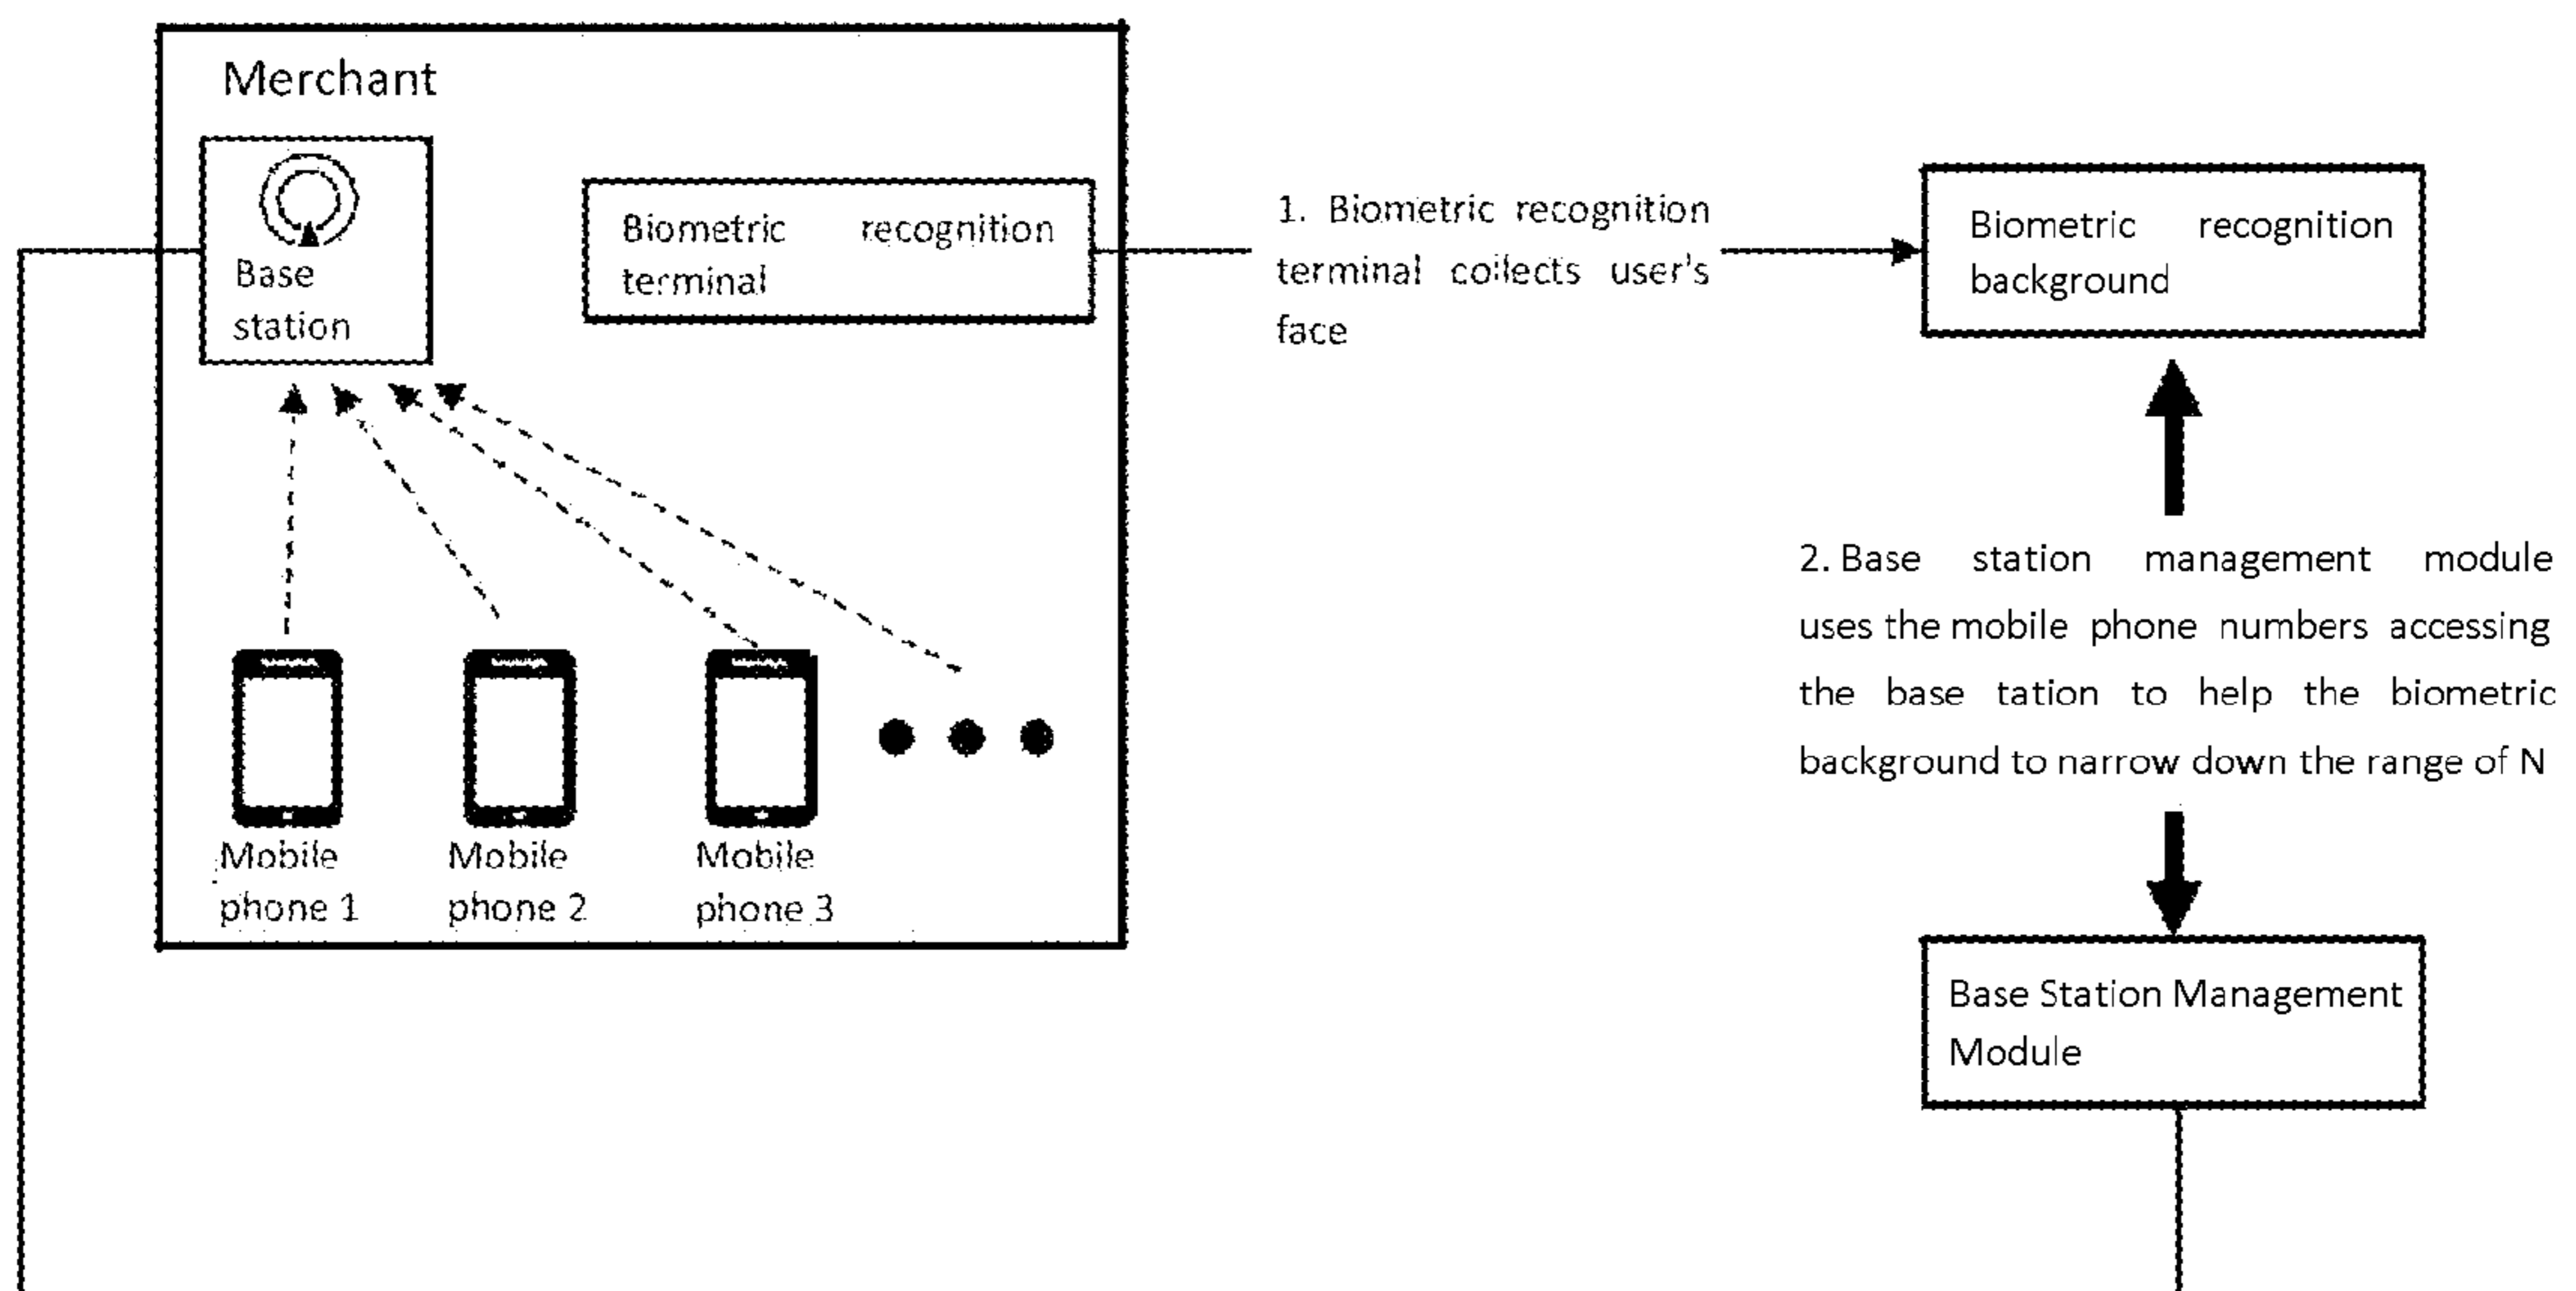 Merchant
Base
station
Biometric recognition
terminal
1. Biometric recognition
terminal collects user's
face
Biometric recognition
background
2. Base station management module
uses the mobile phone numbers accessing
the base tation to help the biometric
background to narrow down the range of N
Mobile
phone 1
Mobile
phone 2
Mobile
phone 3
Base Station Management
Module